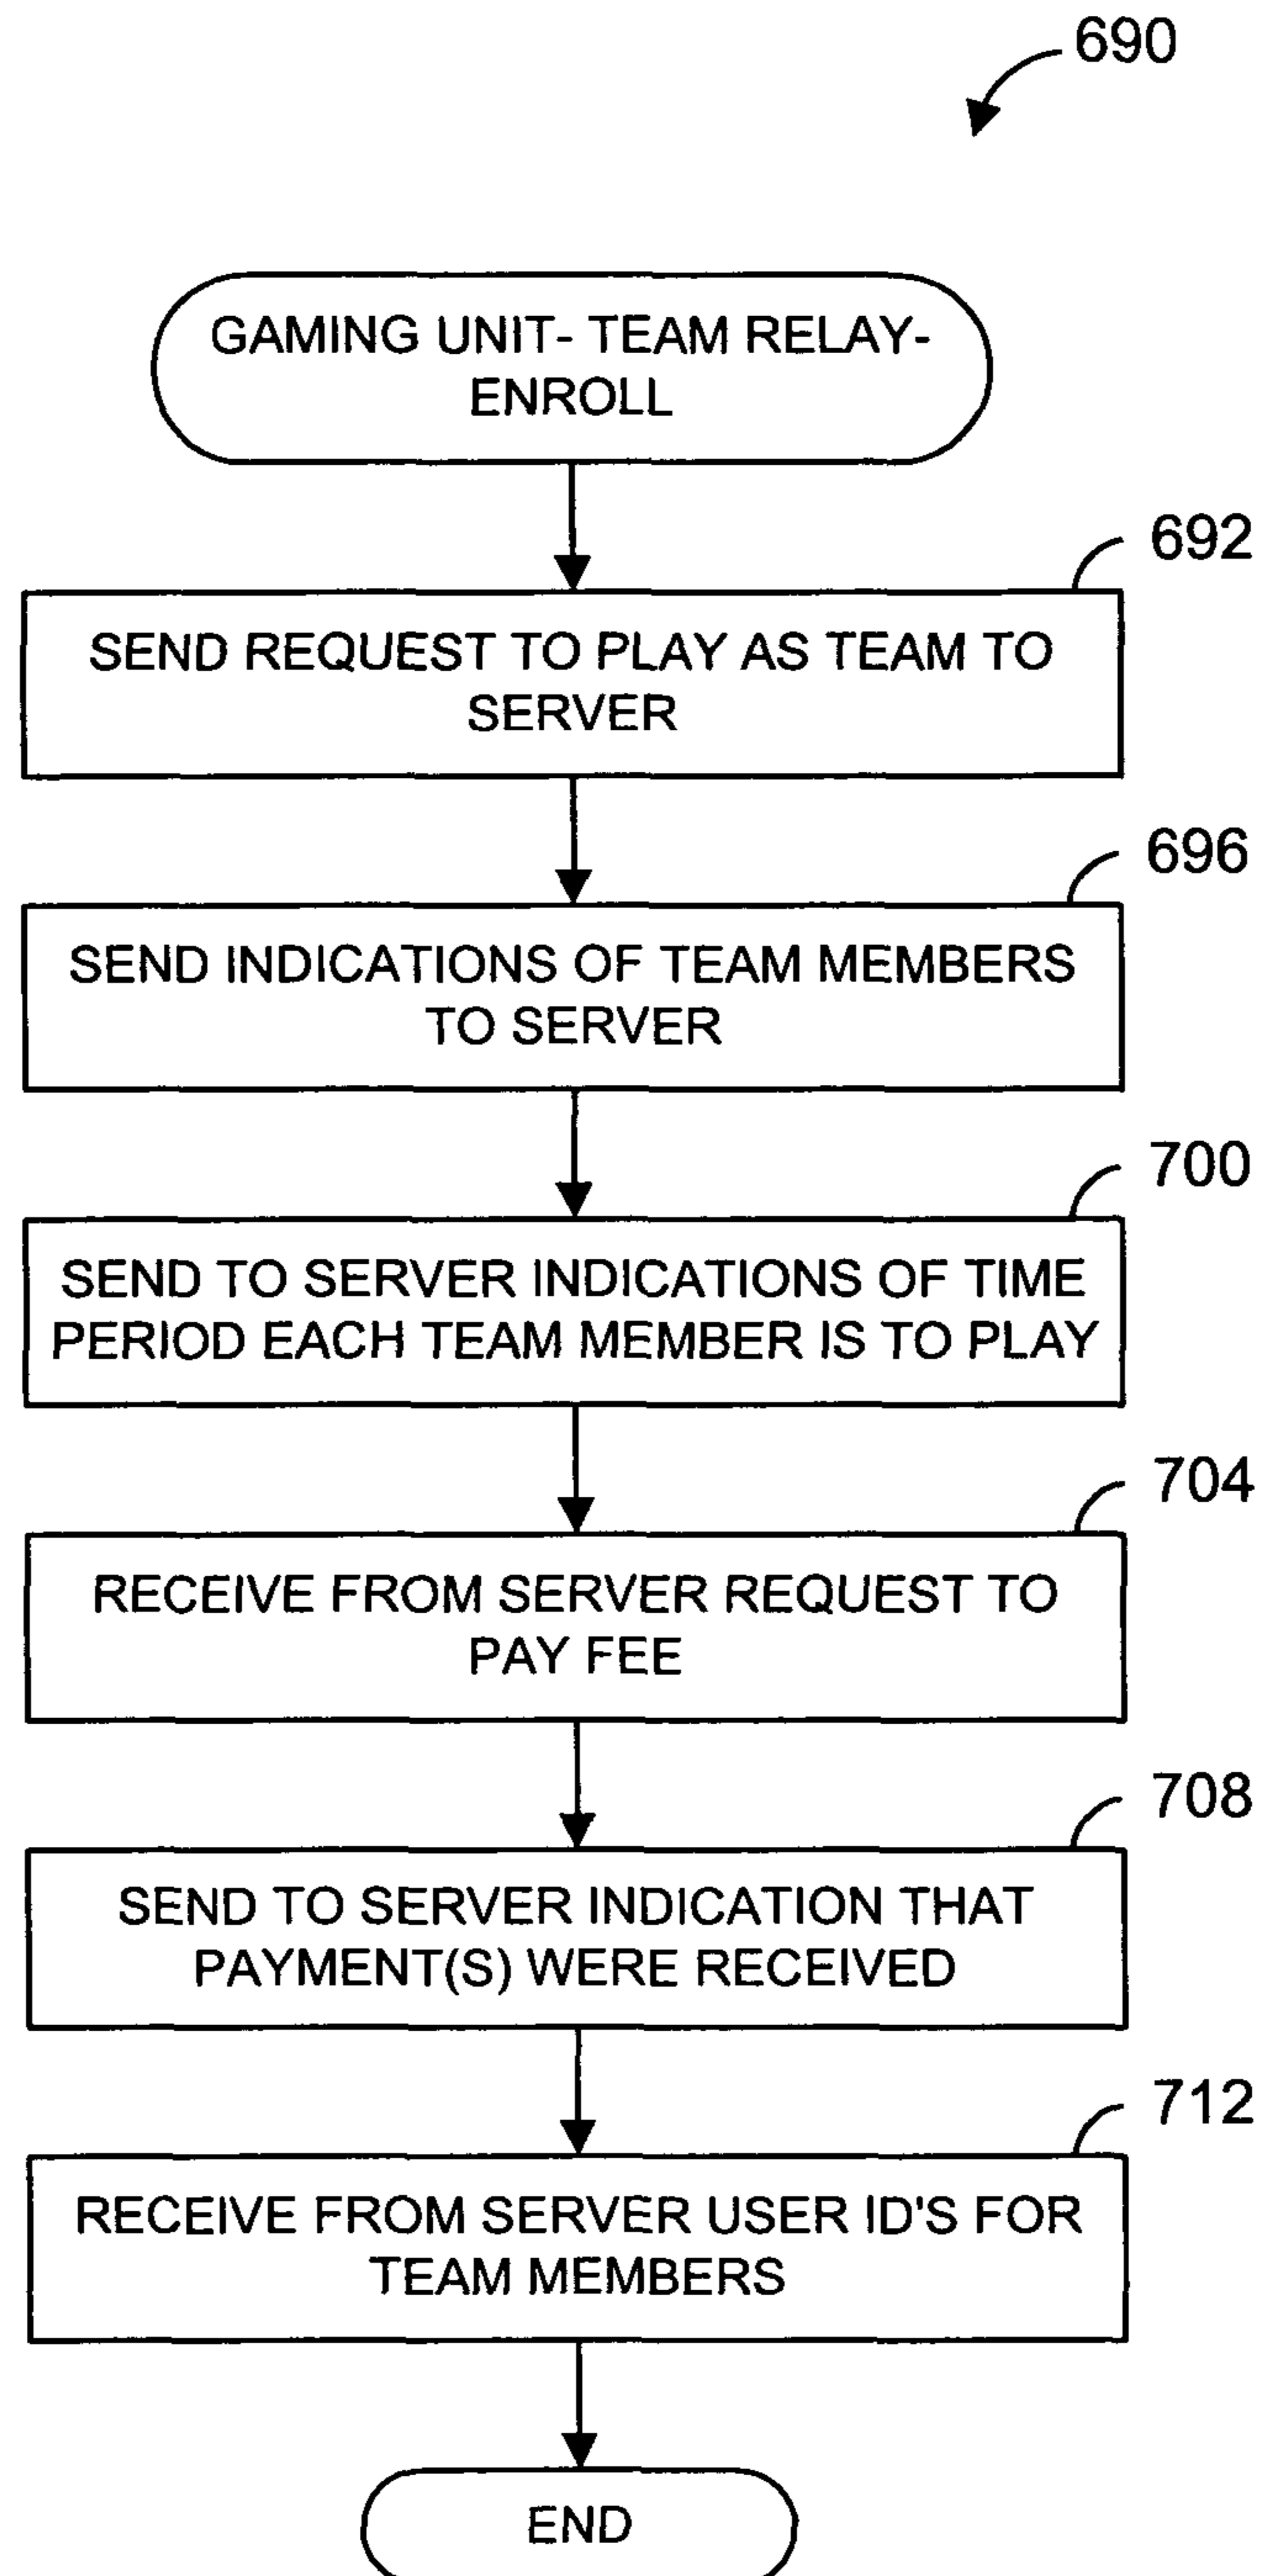 690
GAMING UNIT- TEAM RELAY-
ENROLL
692
SEND REQUEST TO PLAY AS TEAM TO
SERVER
696
SEND INDICATIONS OF TEAM MEMBERS
TO SERVER
700
SEND TO SERVER INDICATIONS OF TIME
PERIOD EACH TEAM MEMBER IS TO PLAY
704
RECEIVE FROM SERVER REQUEST TO
PAY FEE
708
SEND TO SERVER INDICATION THAT
PAYMENT(S) WERE RECEIVED
712
RECEIVE FROM SERVER USER ID'S FOR
TEAM MEMBERS
END